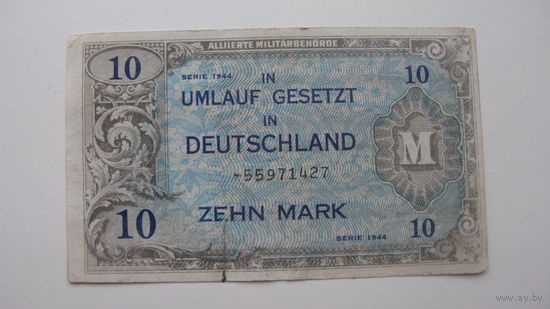 ALLIIERTE MILITÄRBEHÖRDE
10 SERIE 1944 IN 10
UMLAUF GESETZT
IN
DEUTSCHLAND
M
-55971427
10 ZEHN MARK 10
SERIE 1944
www.ay.by